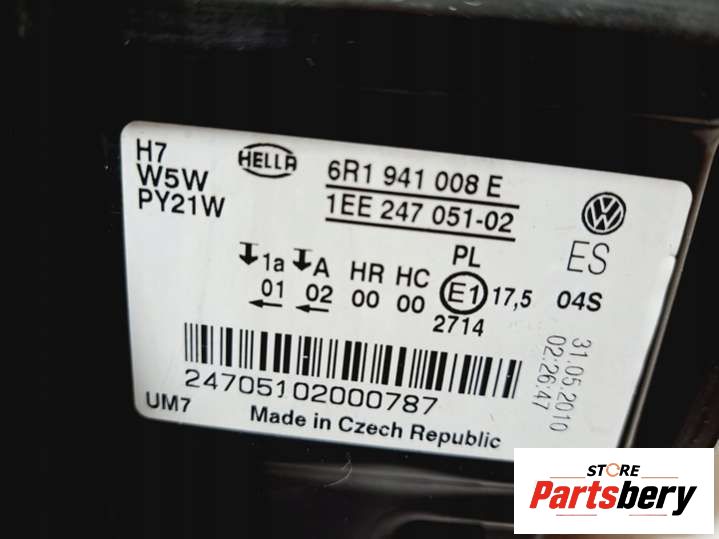 H7
W5W
PY21W
HELLA
6R1 941 008 E
1EE 247 051-02
PL
ES
1a A HR HC E1 17,5 04S
01 02 00 00 2714
24705102000787
31.05.2010
02:26:47
UM7
Made in Czech Republic
STORE
Partsbery